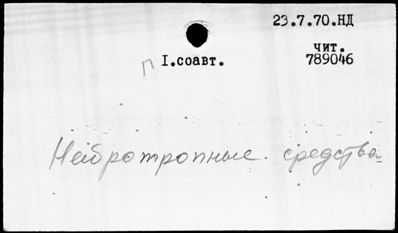 23.7.70.НД
чит.
789046
П I.соавт.
Нейротропные средства